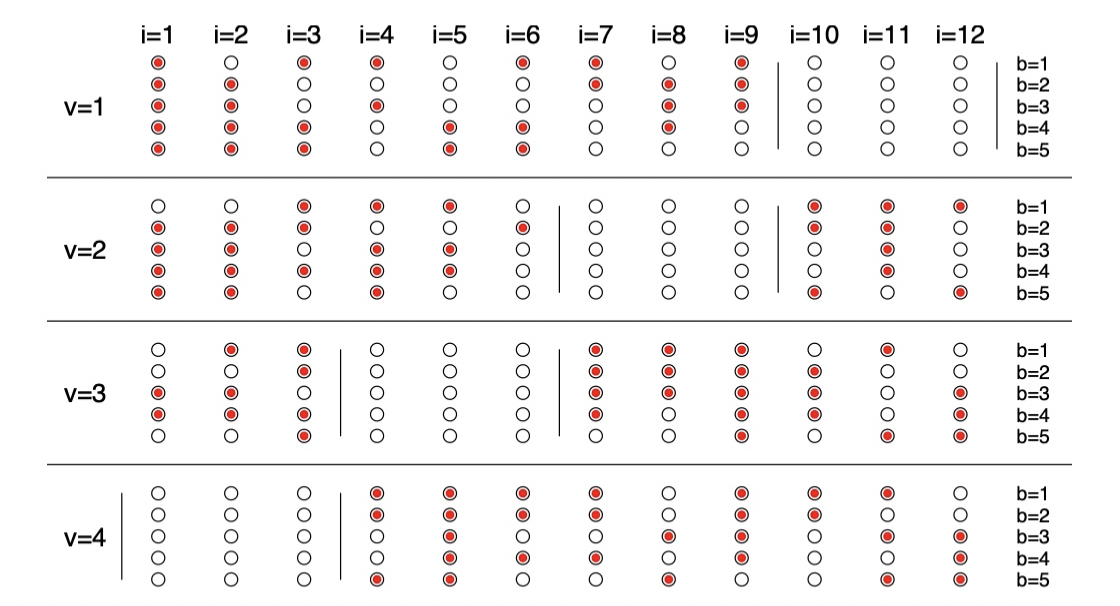 i=1 i=2 i=3 i=4 i=5 i=6 i=7 i=8 i=9 i=10 i=11 i=12
b=1
b=2
v=1 b=3
b=4
b=5
b=1
b=2
v=2 b=3
b=4
b=5
b=1
b=2
v=3 b=3
b=4
b=5
b=1
b=2
v=4 b=3
b=4
b=5